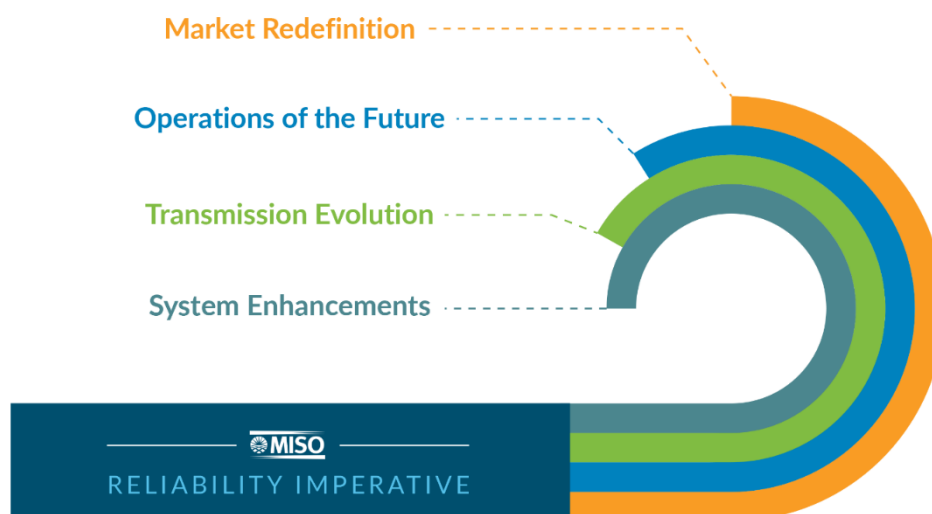 Market Redefinition
Operations of the Future
Transmission Evolution
System Enhancements
MISO
RELIABILITY IMPERATIVE